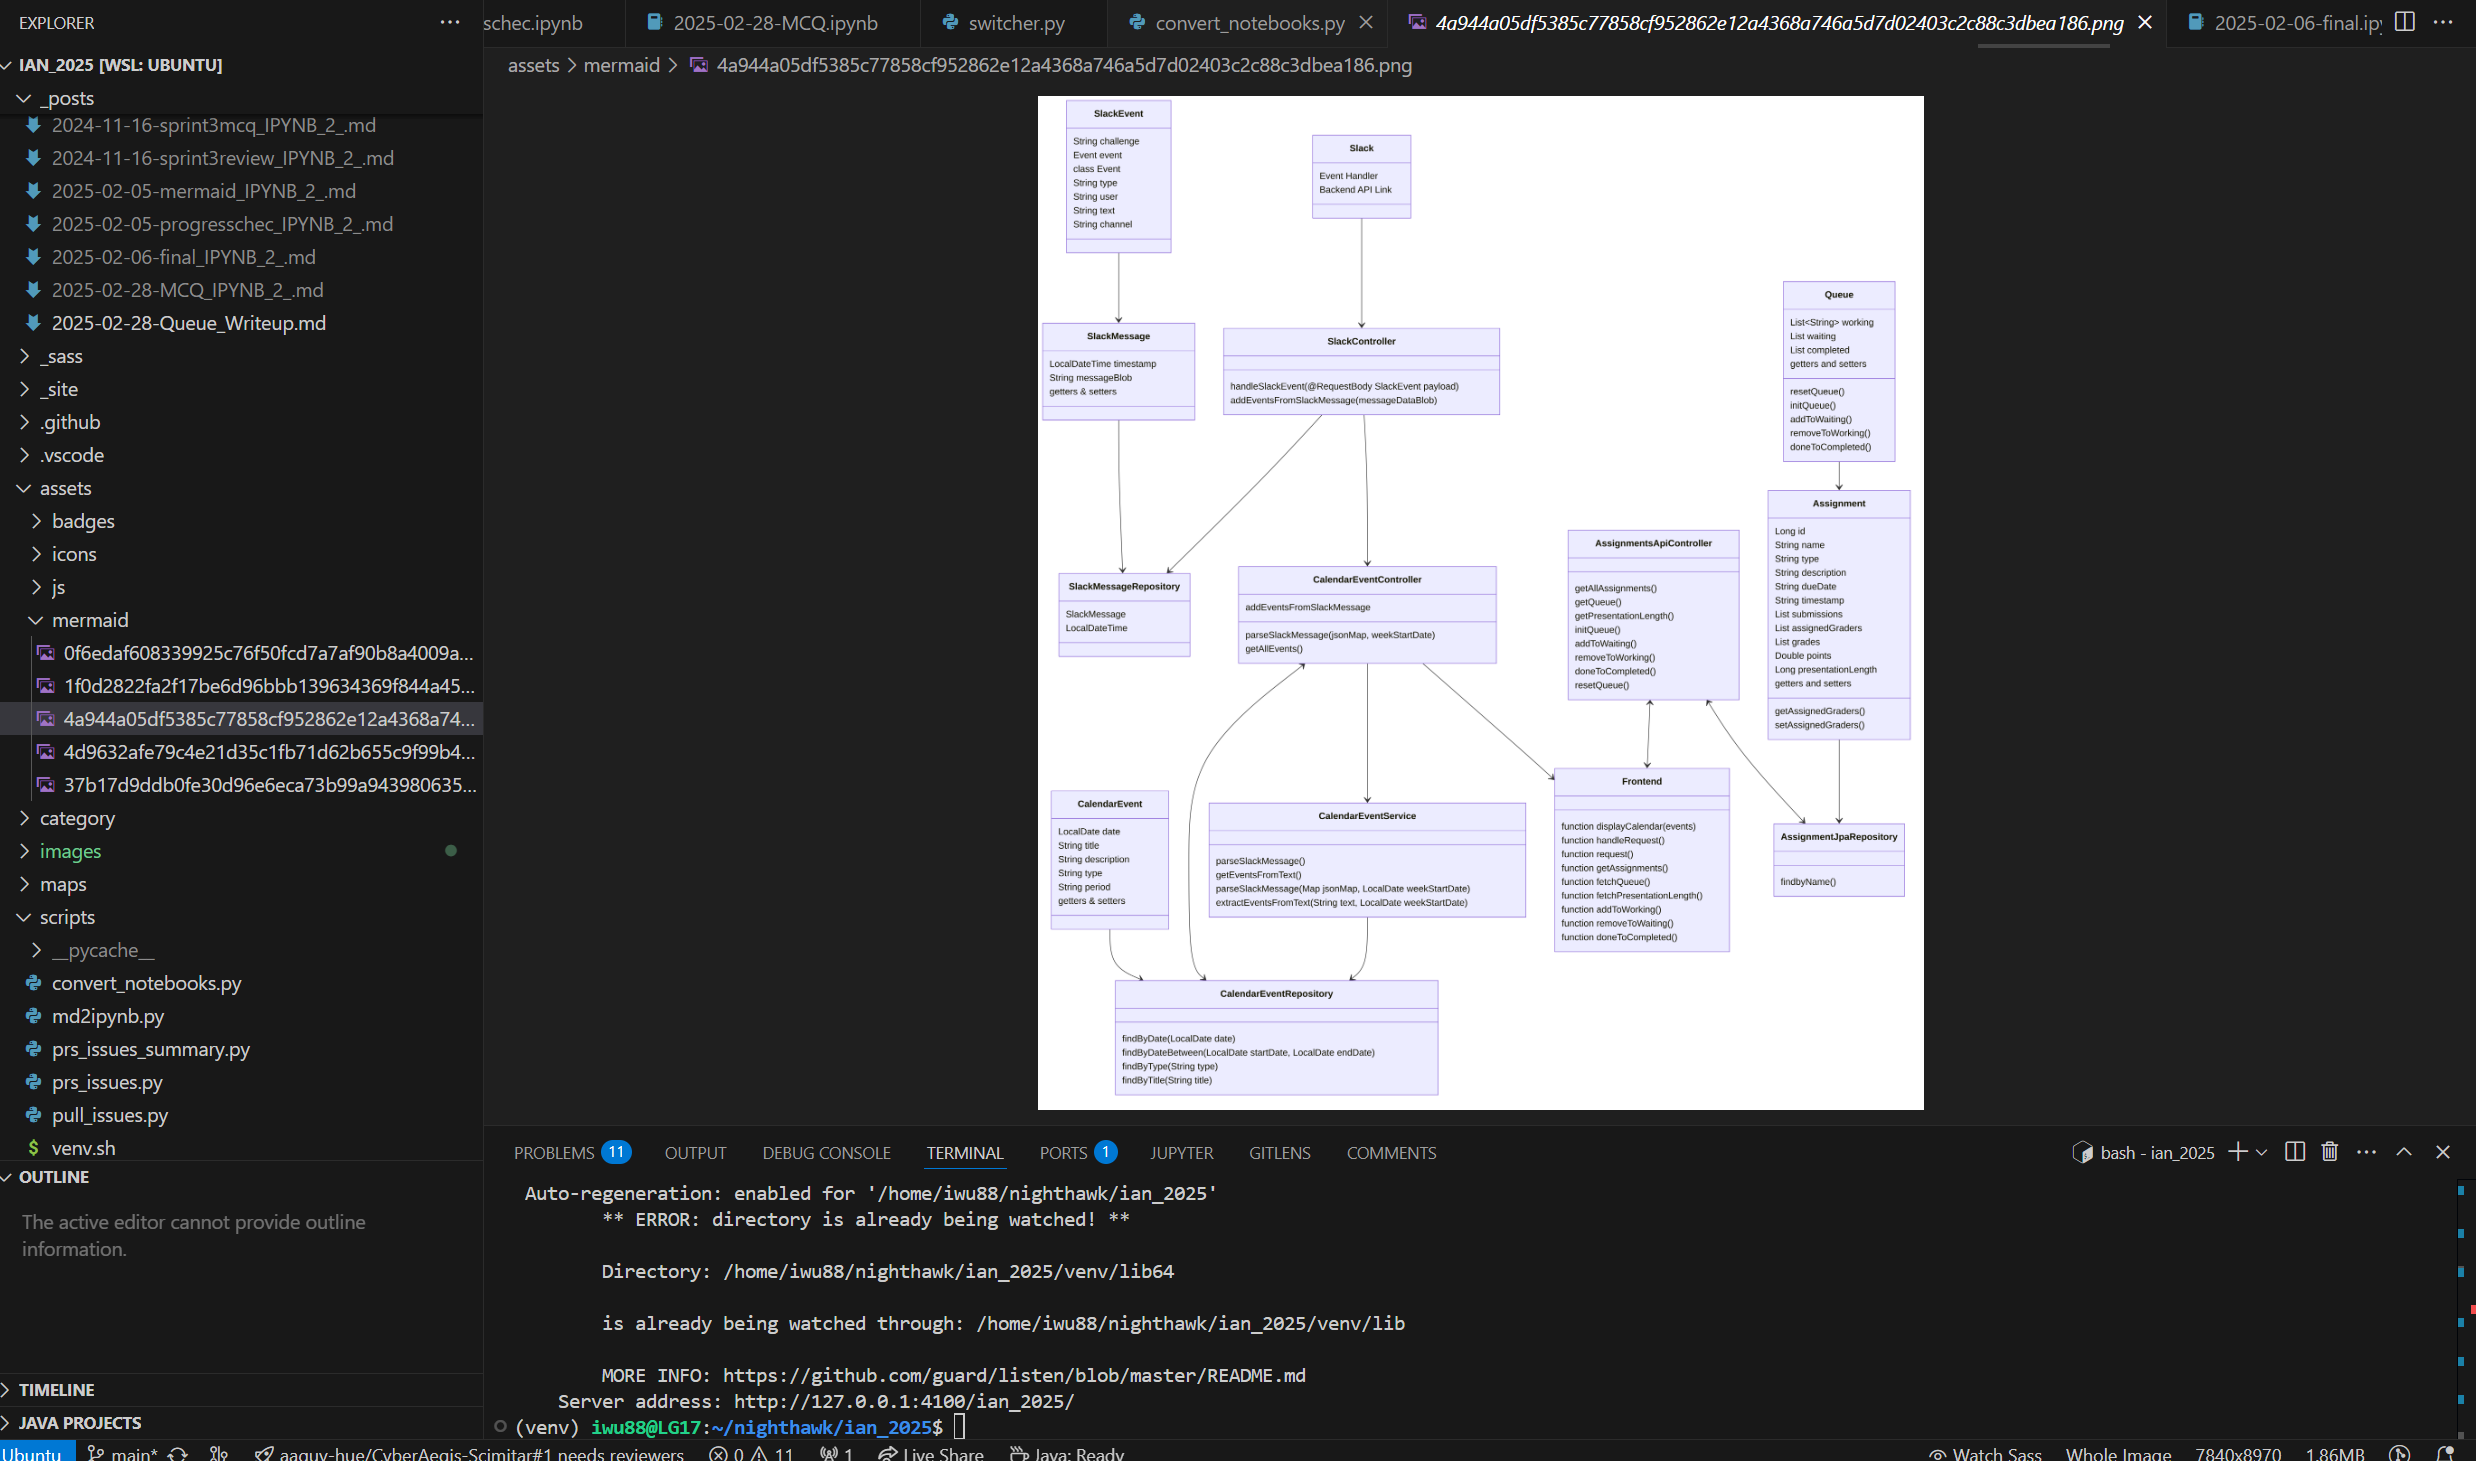 EXPLORER
IAN_2025 [WSL: UBUNTU]
_posts
2024-11-16-sprint3mcq_IPYNB_2_.md
2024-11-16-sprint3review_IPYNB_2_.md
2025-02-05-mermaid_IPYNB_2_.md
2025-02-05-progresschec_IPYNB_2_.md
2025-02-06-final_IPYNB_2_.md
2025-02-28-MCQ_IPYNB_2_.md
2025-02-28-Queue_Writeup.md
_sass
_site
.github
.vscode
assets
badges
icons
js
mermaid
0f6edaf608339925c76f50fcd7a7af90b8a4009a...
1f0d2822fa2f17be6d96bbb139634369f844a45...
4a944a05df5385c77858cf952862e12a4368a74...
4d9632afe79c4e21d35c1fb71d62b655c9f99b4...
37b17d9ddb0fe30d96e6eca73b99a943980635...
category
images
maps
scripts
__pycache__
convert_notebooks.py
md2ipynb.py
prs_issues_summary.py
prs_issues.py
pull_issues.py
venv.sh
OUTLINE
The active editor cannot provide outline
information.
TIMELINE
JAVA PROJECTS
schec.ipynb
2025-02-28-MCQ.ipynb
switcher.py
convert_notebooks.py
4a944a05df5385c77858cf952862e12a4368a746a5d7d02403c2c88c3dbea186.png
2025-02-06-final.ip
assets > mermaid > 4a944a05df5385c77858cf952862e12a4368a746a5d7d02403c2c88c3dbea186.png
SlackEvent
String challenge
Event event
class Event
String type
String user
String text
String channel
Slack
Event Handler
Backend API Link
SlackMessage
LocalDateTime timestamp
String messageBlob
getters & setters
SlackController
handleSlackEvent(@RequestBody SlackEvent payload)
addEventsFromSlackMessage(messageDataBlob)
Queue
List<String> working
List waiting
List completed
getters and setters
resetQueue()
initQueue()
addToWaiting()
removeToWorking()
doneToCompleted()
Assignment
Long id
String name
String type
String description
String dueDate
String timestamp
List submissions
List assignedGraders
List grades
Double points
Long presentationLength
getters and setters
getAssignedGraders()
setAssignedGraders()
SlackMessageRepository
SlackMessage
LocalDateTime
CalendarEventController
addEventsFromSlackMessage
parseSlackMessage(jsonMap, weekStartDate)
getAllEvents()
AssignmentsApiController
getAllAssignments()
getQueue()
getPresentationLength()
initQueue()
addToWaiting()
removeToWorking()
doneToCompleted()
resetQueue()
CalendarEvent
LocalDate date
String title
String description
String type
String period
getters & setters
CalendarEventService
parseSlackMessage()
getEventsFromText()
parseSlackMessage(Map jsonMap, LocalDate weekStartDate)
extractEventsFromText(String text, LocalDate weekStartDate)
Frontend
function displayCalendar(events)
function handleRequest()
function request()
function getAssignments()
function fetchQueue()
function fetchPresentationLength()
function addToWorking()
function removeToWaiting()
function doneToCompleted()
AssignmentJpaRepository
findbyName()
CalendarEventRepository
findByDate(LocalDate date)
findByDateBetween(LocalDate startDate, LocalDate endDate)
findByType(String type)
findByTitle(String title)
PROBLEMS 11 OUTPUT DEBUG CONSOLE TERMINAL PORTS 1 JUPYTER GITLENS COMMENTS
bash - ian_2025
Auto-regeneration: enabled for '/home/iwu88/nighthawk/ian_2025'
** ERROR: directory is already being watched! **
Directory: /home/iwu88/nighthawk/ian_2025/venv/lib64
is already being watched through: /home/iwu88/nighthawk/ian_2025/venv/lib
MORE INFO: https://github.com/guard/listen/blob/master/README.md
Server address: http://127.0.0.1:4100/ian_2025/
(venv) iwu88@LG17:~/nighthawk/ian_2025$
Ubuntu main* aaguy-hue/CyberAegis-Scimitar#1 needs reviewers 0 11 1 Live Share Java: Ready Watch Sass Whole Image 7840x8970 1.86MB